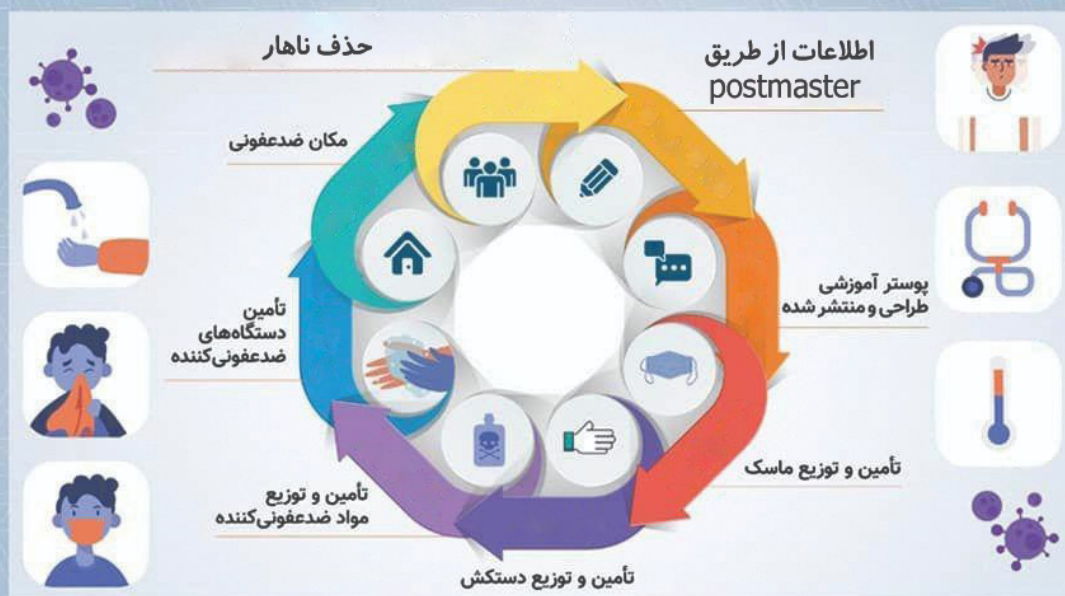 حذف ناهار
اطلاعات از طریق
postmaster
مکان ضدعفونی
پوستر آموزشی
طراحی و منتشر شده
تأمین
دستگاه‌های
ضدعفونی‌کننده
تأمین و توزیع ماسک
تأمین و توزیع
مواد ضدعفونی‌کننده
تأمین و توزیع دستکش